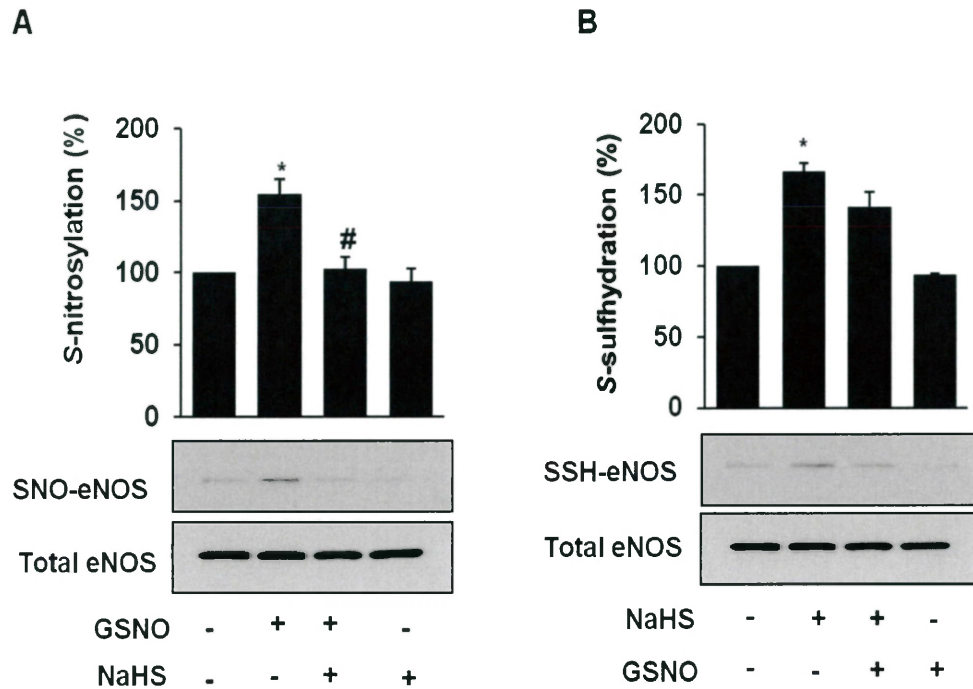 A
S-nitrosylation (%)
200
150
100
50
0
*
#
SNO-eNOS
Total eNOS
GSNO - + + -
NaHS - - + +
B
S-sulfhydration (%)
200
150
100
50
0
*
SSH-eNOS
Total eNOS
NaHS - + + -
GSNO - - + +